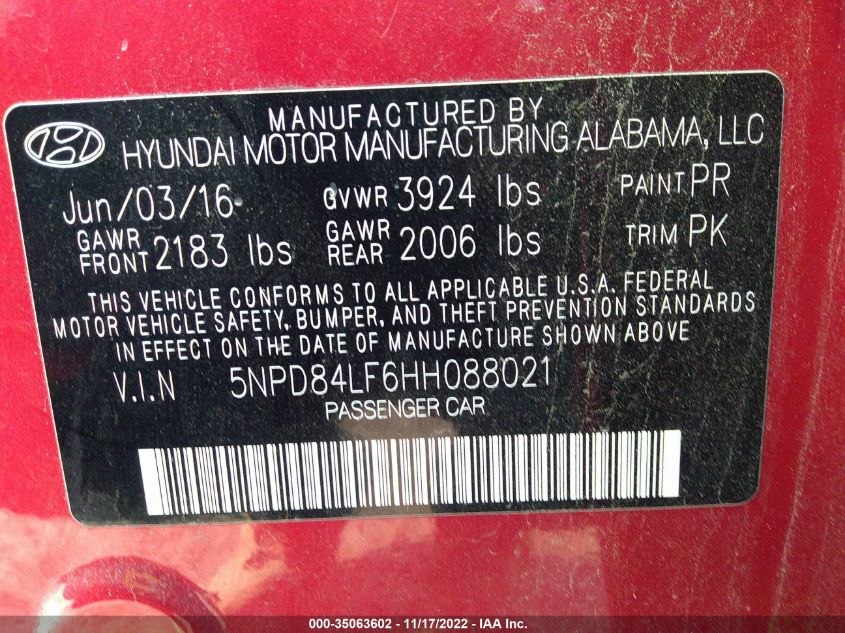 MANUFACTURED BY
HYUNDAI MOTOR MANUFACTURING ALABAMA, LLC
Jun/03/16 GVWR 3924 lbs PAINT PR
GAWR FRONT 2183 lbs GAWR REAR 2006 lbs TRIM PK
THIS VEHICLE CONFORMS TO ALL APPLICABLE U.S.A. FEDERAL
MOTOR VEHICLE SAFETY, BUMPER, AND THEFT PREVENTION STANDARDS
IN EFFECT ON THE DATE OF MANUFACTURE SHOWN ABOVE
V.I.N 5NPD84LF6HH088021
PASSENGER CAR
000-35063602 - 11/17/2022 - IAA Inc.